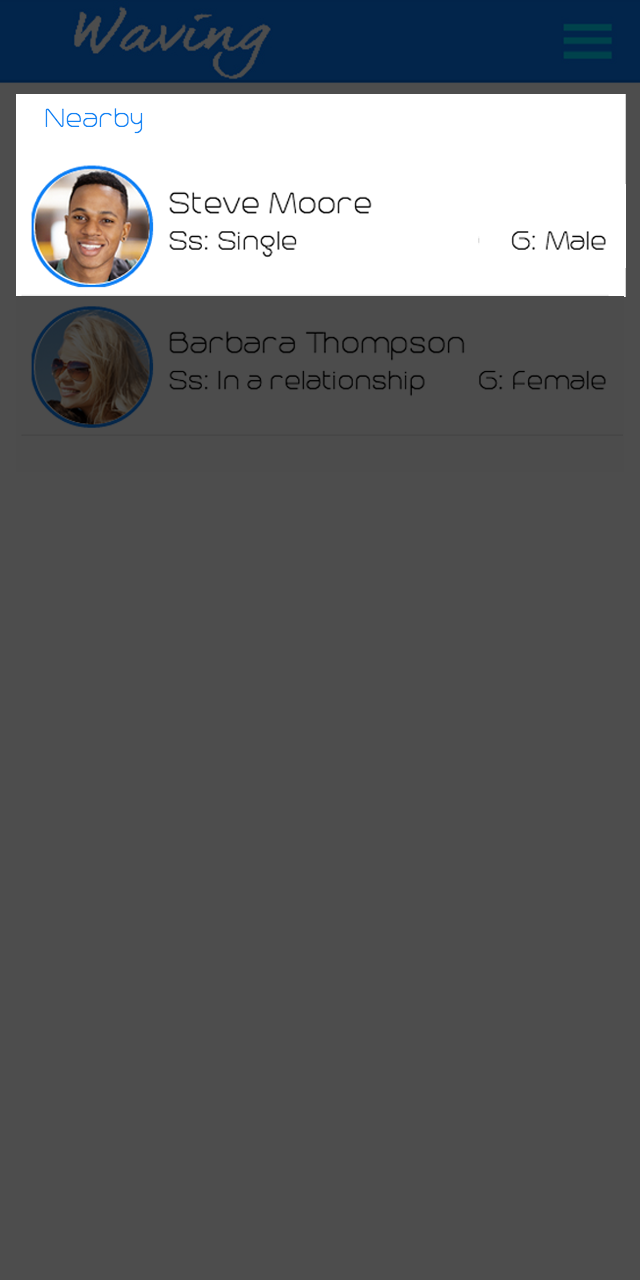 Waving
Nearby
Steve Moore
Ss: Single G: Male
Barbara Thompson
Ss: In a relationship G: Female